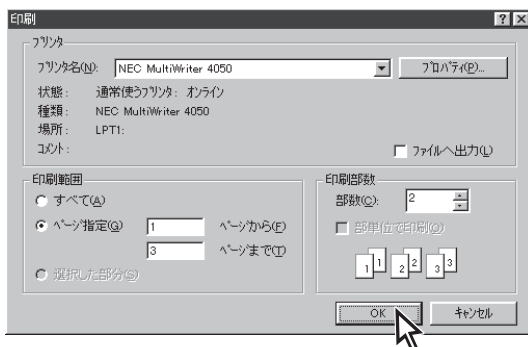 印刷
プリンタ
プリンタ名(N): NEC MultiWriter 4050 プロパティ(P)...
状態: 通常使うプリンタ: オンライン
種類: NEC MultiWriter 4050
場所: LPT1:
コメント:
ファイルへ出力(L)
印刷範囲
すべて(A)
ページ指定(G) 1 ページから(F)
3 ページまで(T)
選択した部分(S)
印刷部数
部数(C): 2
部単位で印刷(O)
1 1 2 2 3 3
OK キャンセル